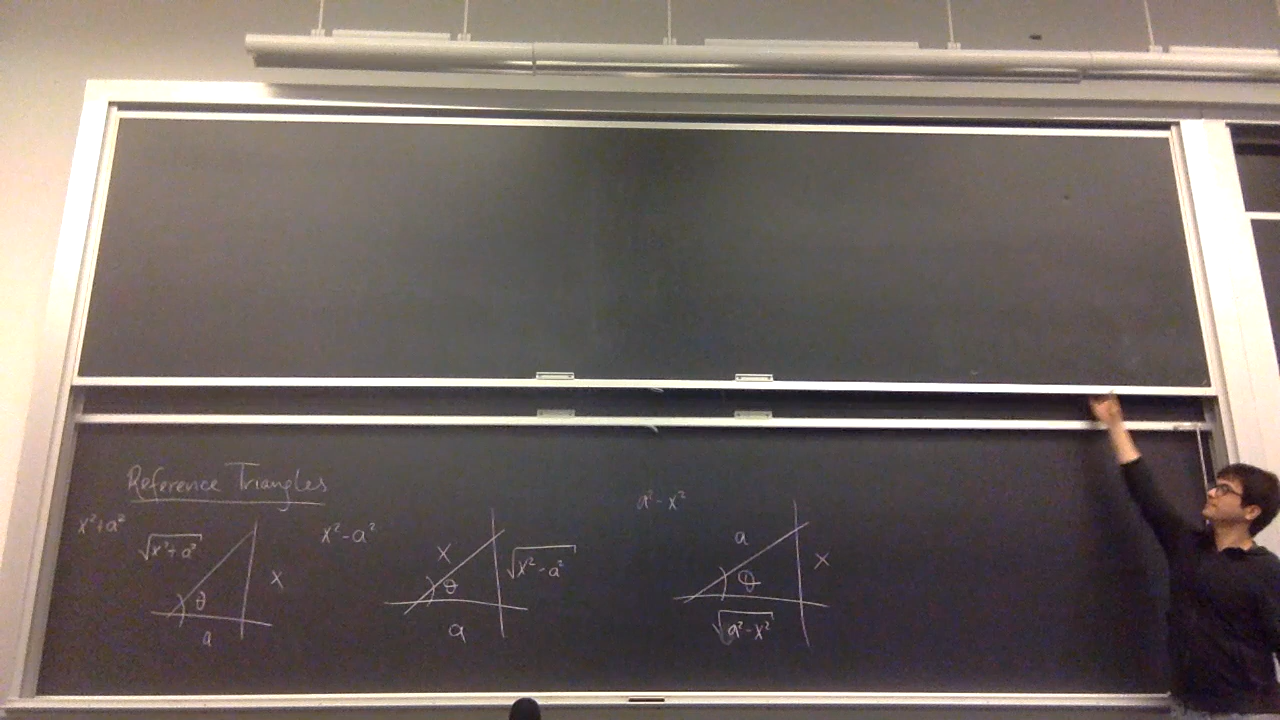 Reference Triangles
x²+a²
√(x²+a²)
x
θ
a
x²-a²
x
√(x²-a²)
θ
a
a²-x²
a
x
θ
√(a²-x²)